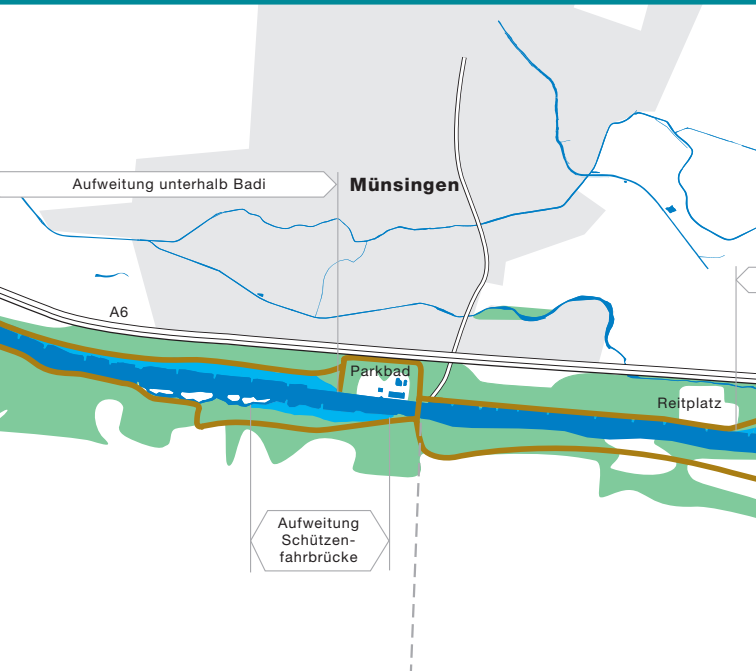 Aufweitung unterhalb Badi
Münsingen
A6
Parkbad
Reitplatz
Aufweitung
Schützen-
fahrbrücke